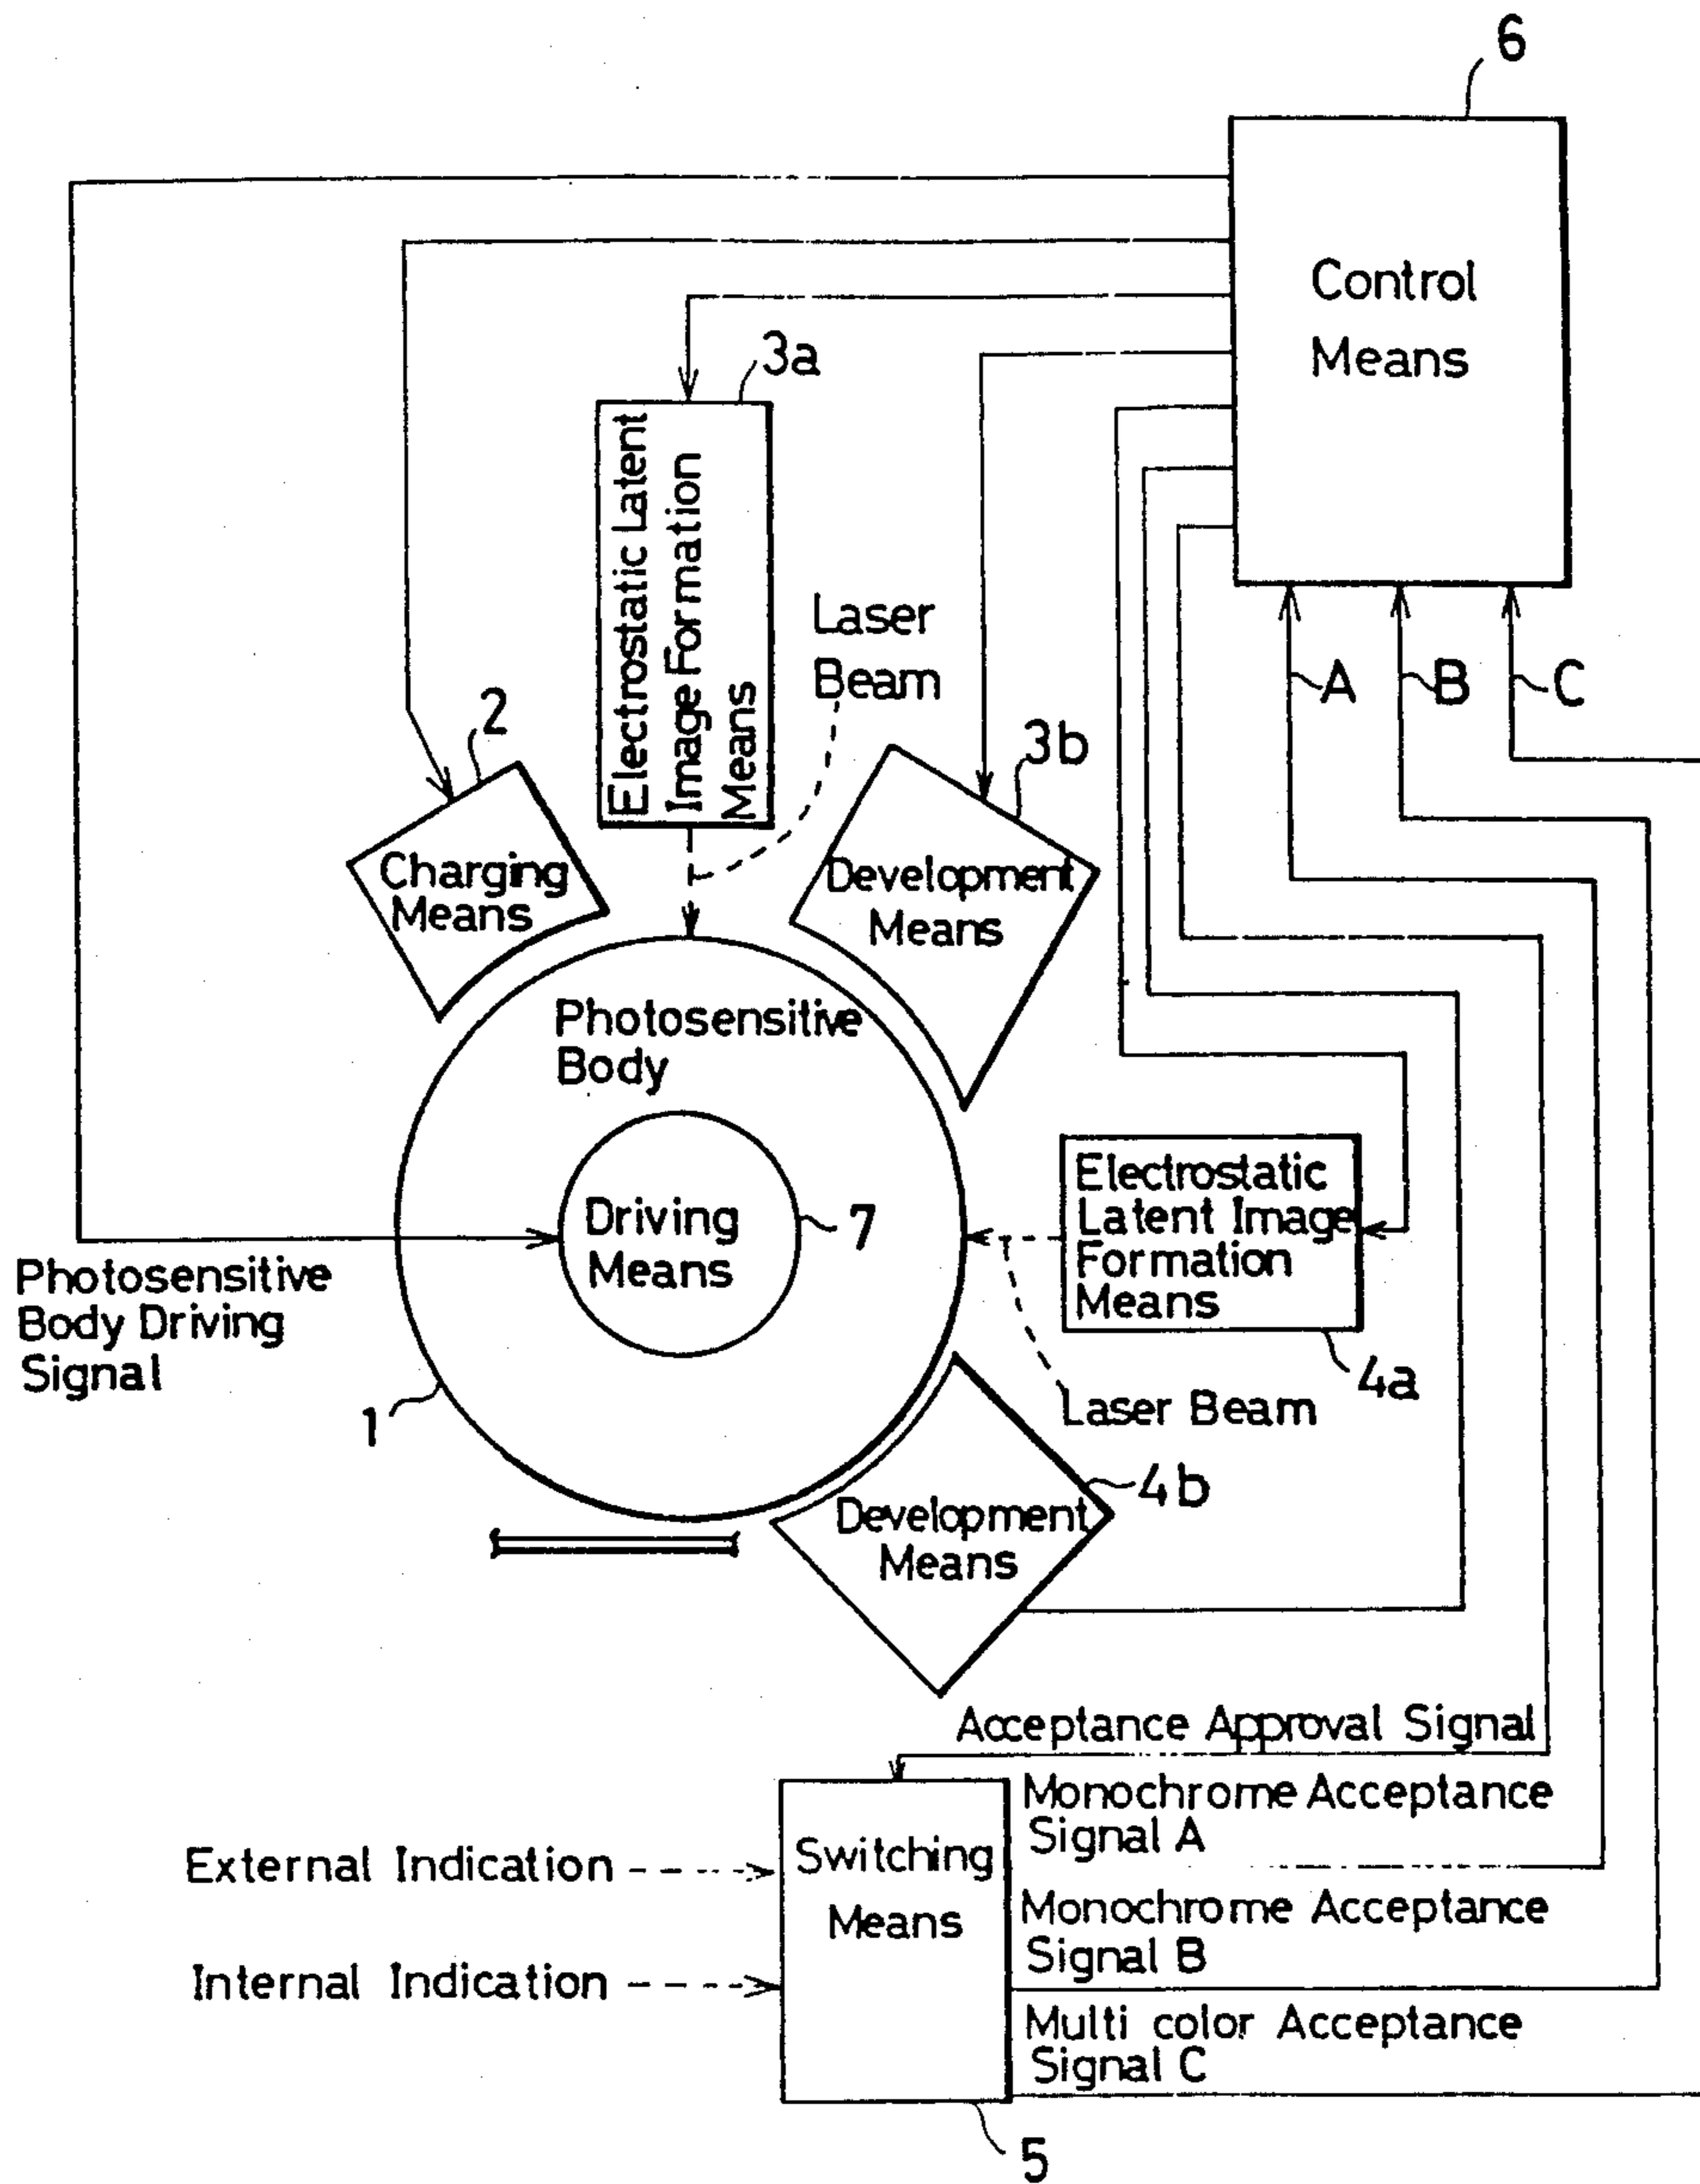 6
Control
Means
3a
Electrostatic Latent
Image Formation
Means
Laser
Beam
A
B
C
2
3b
Charging
Means
Development
Means
Photosensitive
Body
Driving
Means
7
Electrostatic
Latent Image
Formation
Means
Photosensitive
Body Driving
Signal
4a
1
Laser Beam
4b
Development
Means
Acceptance Approval Signal
Monochrome Acceptance
Signal A
External Indication
Switching
Means
Monochrome Acceptance
Signal B
Internal Indication
Multi color Acceptance
Signal C
5